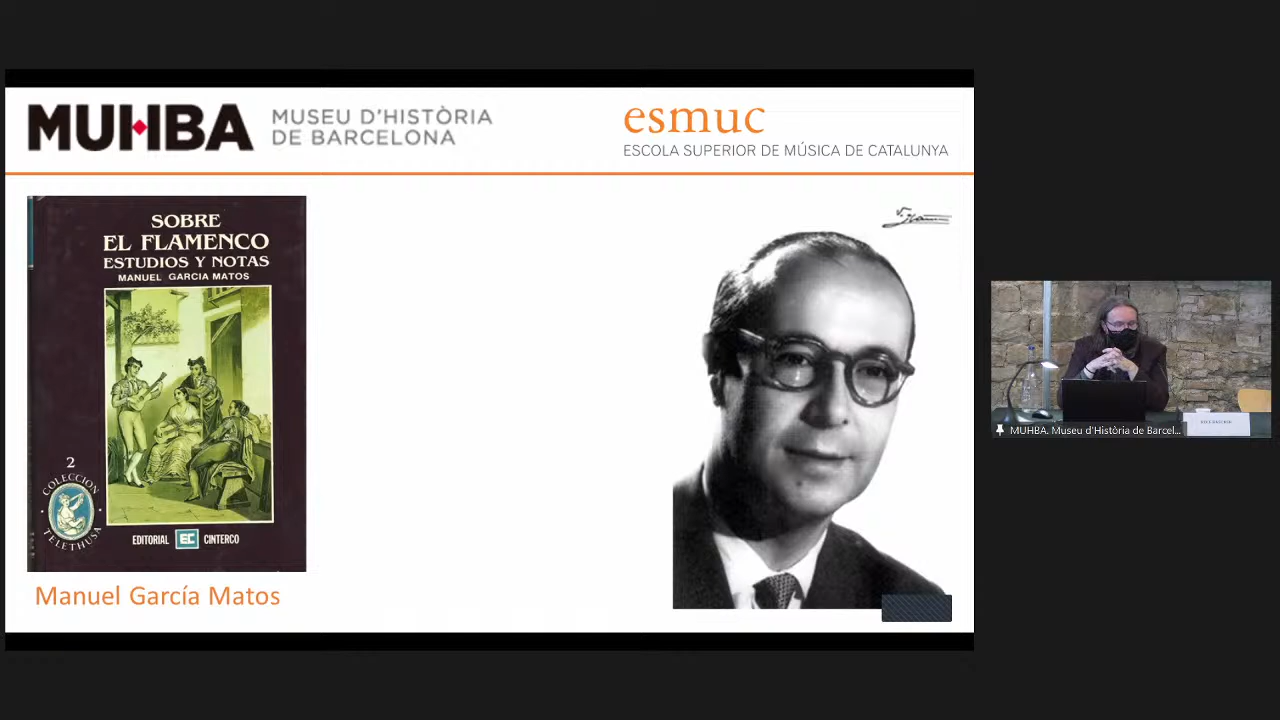 MUHBA
MUSEU D'HISTÒRIA
DE BARCELONA
esmuc
ESCOLA SUPERIOR DE MÚSICA DE CATALUNYA
SOBRE
EL FLAMENCO
ESTUDIOS Y NOTAS
MANUEL GARCIA MATOS
2
COLECCION
TELETHUSA
EDITORIAL EC CINTERCO
Manuel García Matos
MUHBA. Museu d'Història de Barcel...